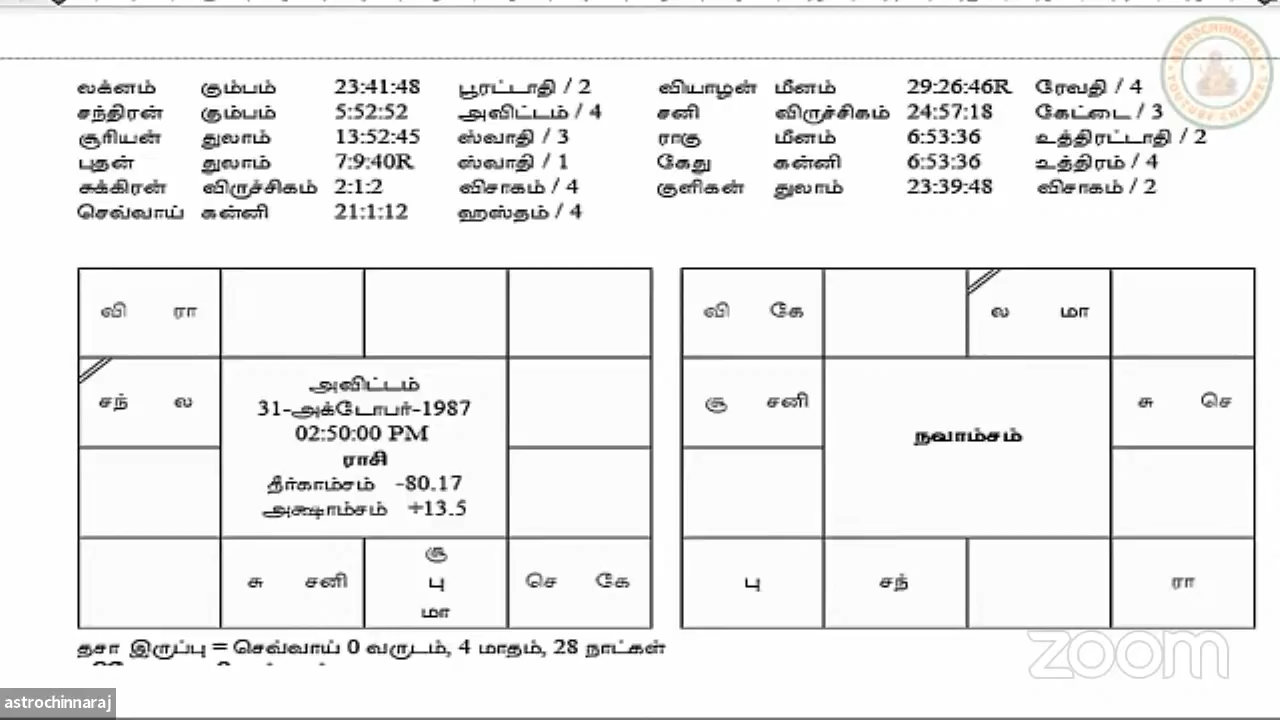 லக்னம் கும்பம் 23:41:48 பூரட்டாதி / 2 வியாழன் மீனம் 29:26:46R ரேவதி / 4
சந்திரன் கும்பம் 5:52:52 அவிட்டம் / 4 சனி விருச்சிகம் 24:57:18 கேட்டை / 3
சூரியன் துலாம் 13:52:45 ஸ்வாதி / 3 ராகு மீனம் 6:53:36 உத்திரட்டாதி / 2
புதன் துலாம் 7:9:40R ஸ்வாதி / 1 கேது கன்னி 6:53:36 உத்திரம் / 4
சுக்கிரன் விருச்சிகம் 2:1:2 விசாகம் / 4 குளிகன் துலாம் 23:39:48 விசாகம் / 2
செவ்வாய் கன்னி 21:1:12 ஹஸ்தம் / 4
ASTROCHINNARAJ
YOUTUBE CHANNEL
வி ரா
சந் ல
அவிட்டம்
31-அக்டோபர்-1987
02:50:00 PM
ராசி
தீர்காம்சம் -80.17
அக்ஷாம்சம் +13.5
சு சனி
சூ
பு
மா
செ கே
வி கே
ல மா
சூ சனி
சு செ
நவாம்சம்
பு
சந்
ரா
தசா இருப்பு = செவ்வாய் 0 வருடம், 4 மாதம், 28 நாட்கள்
zoom
astrochinnaraj